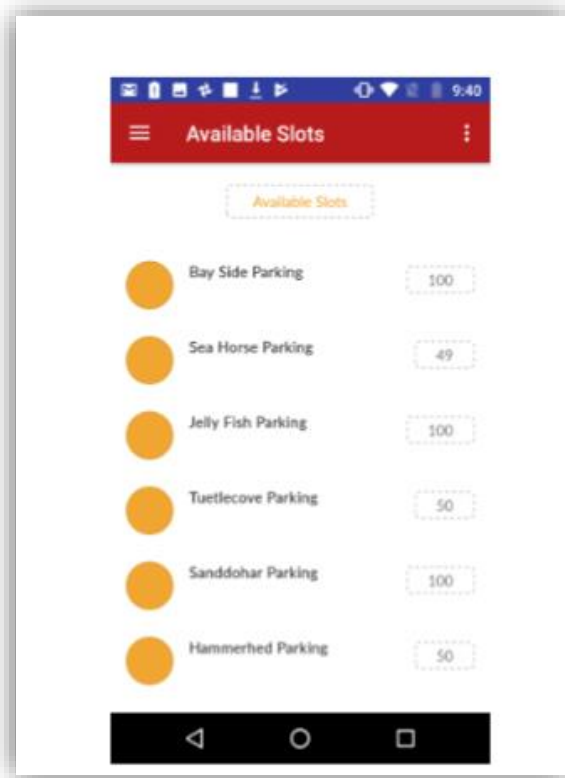 9:40
Available Slots
Available Slots
Bay Side Parking
100
Sea Horse Parking
49
Jelly Fish Parking
100
Tuetlecove Parking
50
Sanddohar Parking
100
Hammerhed Parking
50